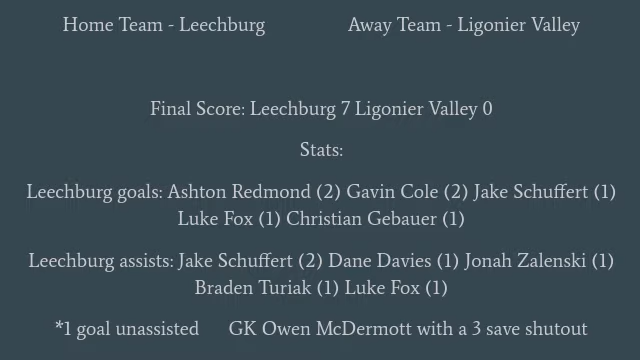 Home Team - Leechburg Away Team - Ligonier Valley
Final Score: Leechburg 7 Ligonier Valley 0
Stats:
Leechburg goals: Ashton Redmond (2) Gavin Cole (2) Jake Schuffert (1)
Luke Fox (1) Christian Gebauer (1)
Leechburg assists: Jake Schuffert (2) Dane Davies (1) Jonah Zalenski (1)
Braden Turiak (1) Luke Fox (1)
*1 goal unassisted GK Owen McDermott with a 3 save shutout